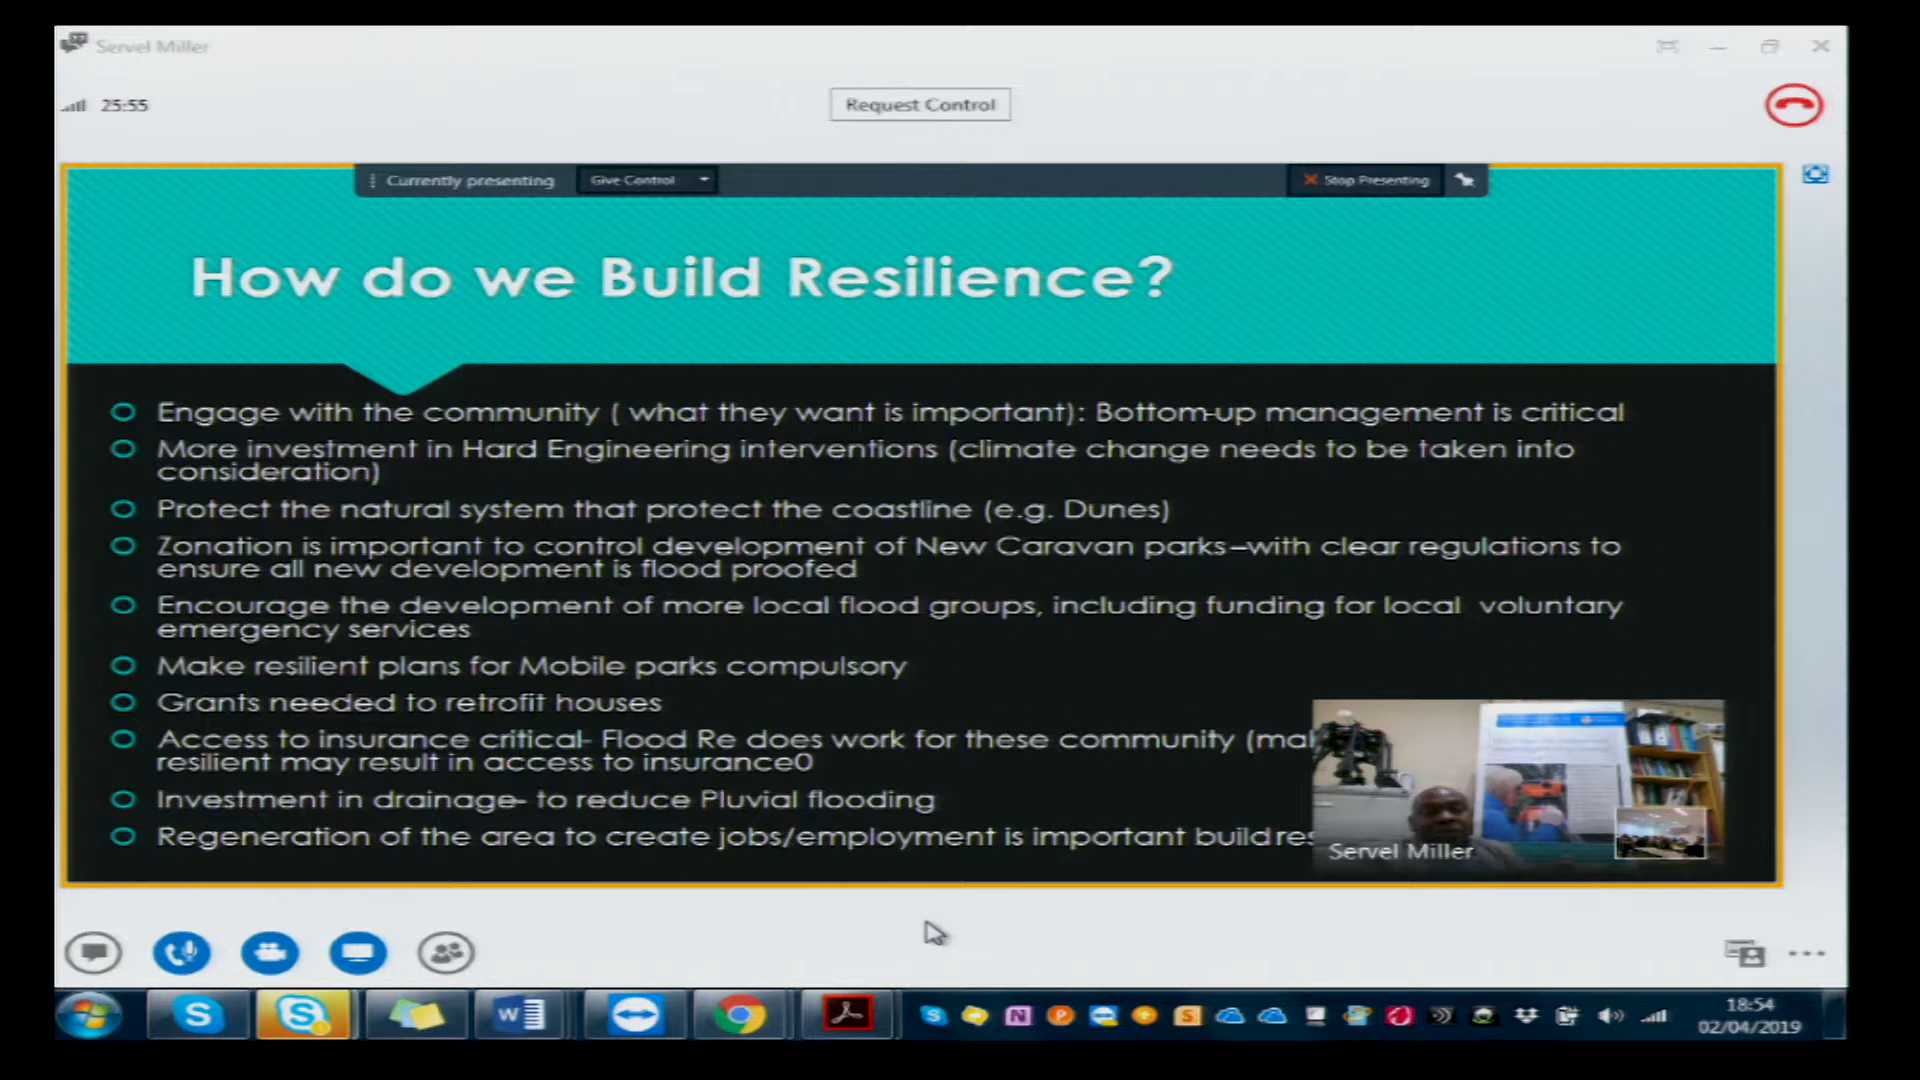 Servel Miller
25:55
Request Control
Currently presenting
Give Control
Stop Presenting
How do we Build Resilience?
Engage with the community ( what they want is important): Bottom-up management is critical
More investment in Hard Engineering interventions (climate change needs to be taken into
consideration)
Protect the natural system that protect the coastline (e.g. Dunes)
Zonation is important to control development of New Caravan parks–with clear regulations to
ensure all new development is flood proofed
Encourage the development of more local flood groups, including funding for local voluntary
emergency services
Make resilient plans for Mobile parks compulsory
Grants needed to retrofit houses
Access to insurance critical- Flood Re does work for these community (mak
resilient may result in access to insurance0
Investment in drainage- to reduce Pluvial flooding
Regeneration of the area to create jobs/employment is important build res
Servel Miller
18:54
02/04/2019